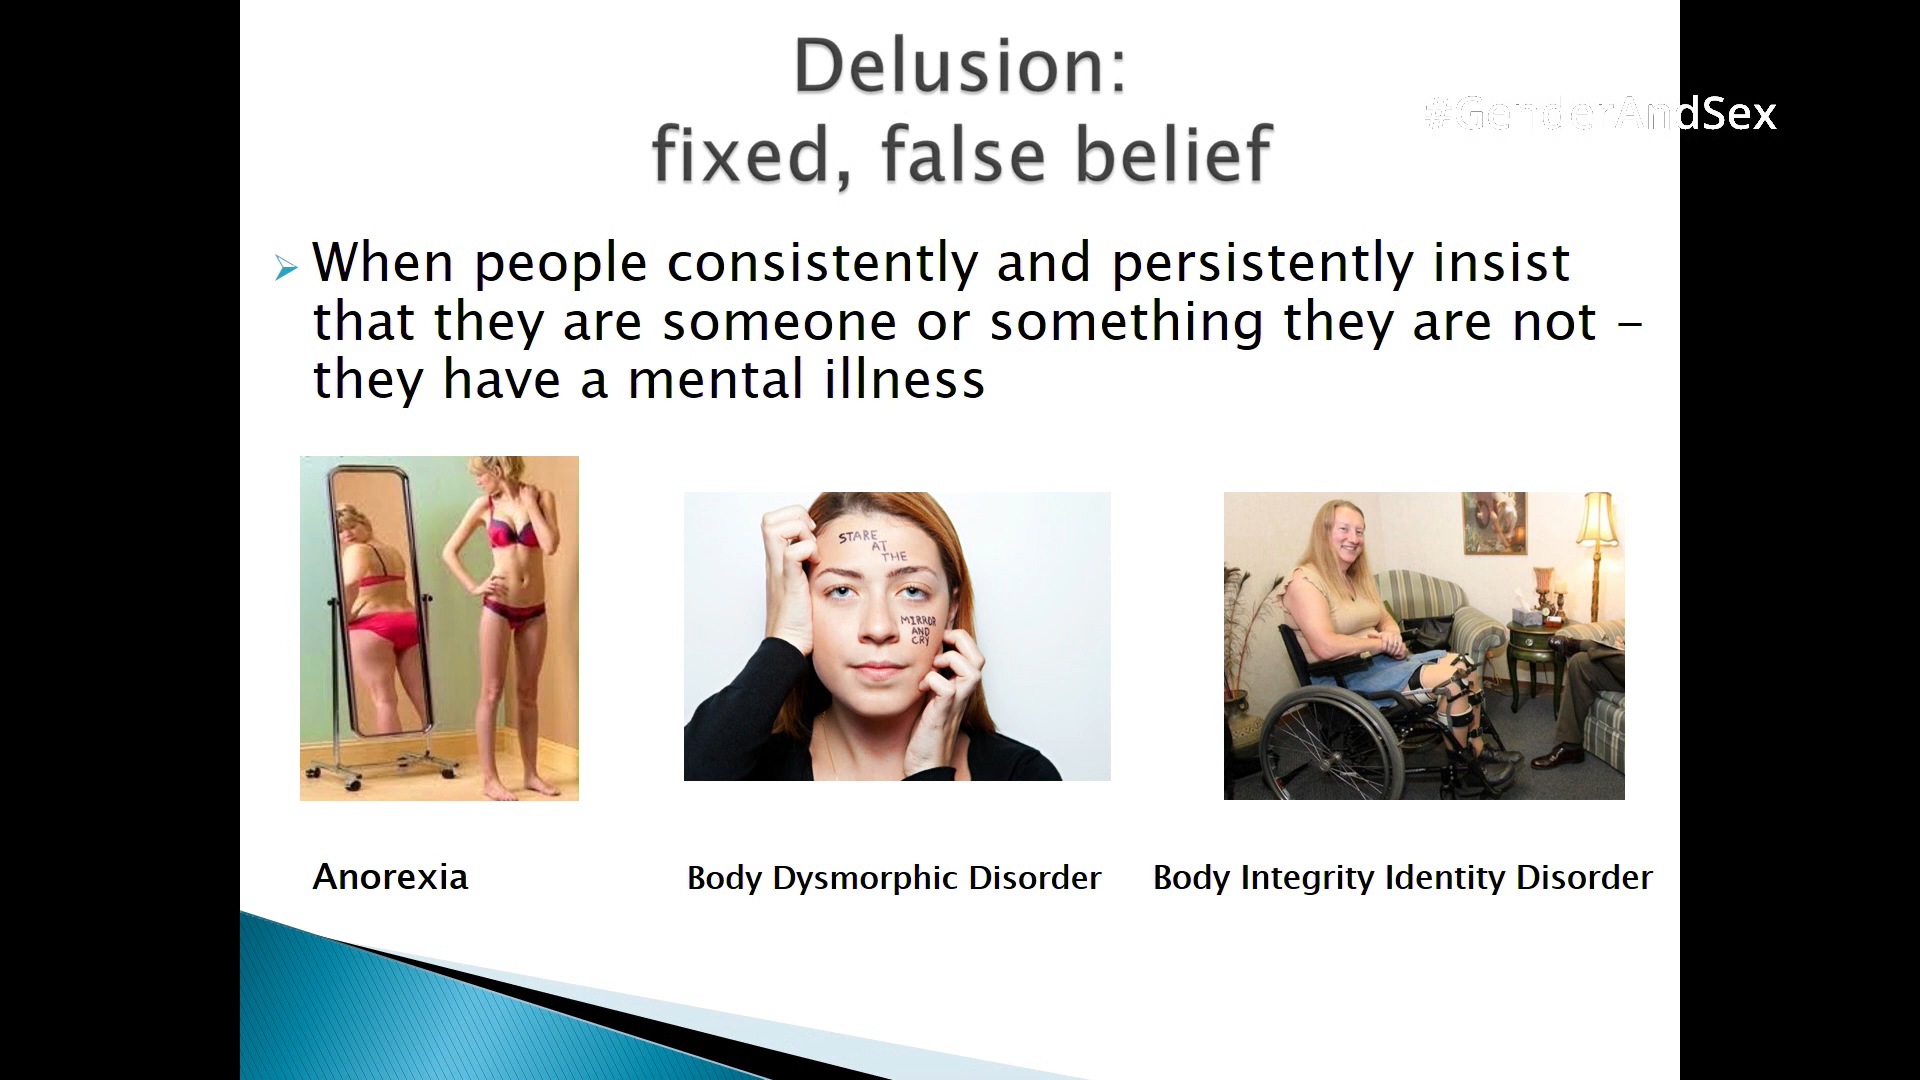 Delusion:
fixed, false belief
#GenderAndSex
When people consistently and persistently insist
that they are someone or something they are not –
they have a mental illness
STARE
AT
THE
MIRROR
AND
CRY
Anorexia
Body Dysmorphic Disorder
Body Integrity Identity Disorder